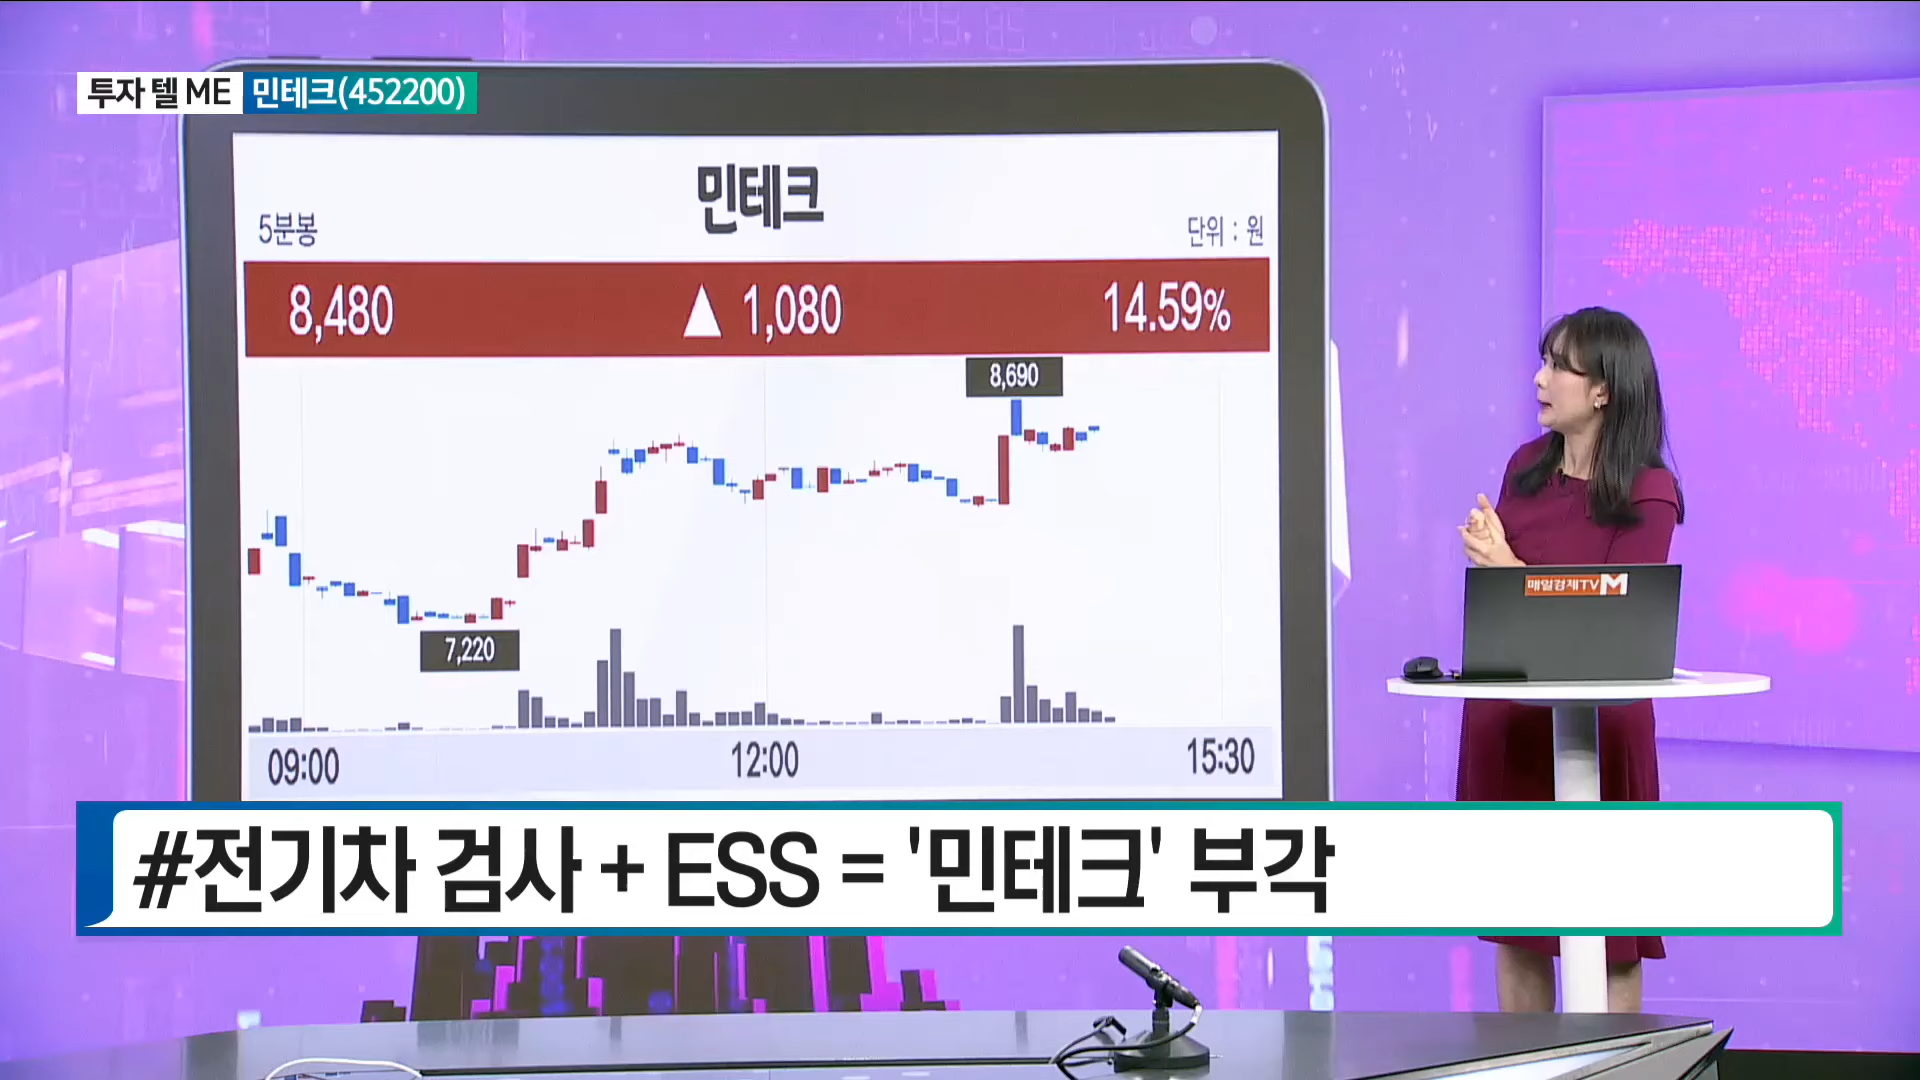 투자 텔 ME 민테크(452200)
민테크
5분봉
단위 : 원
8,480 ▲ 1,080 14.59%
8,690
7,220
09:00 12:00 15:30
매일경제TV M
#전기차 검사 + ESS = '민테크' 부각